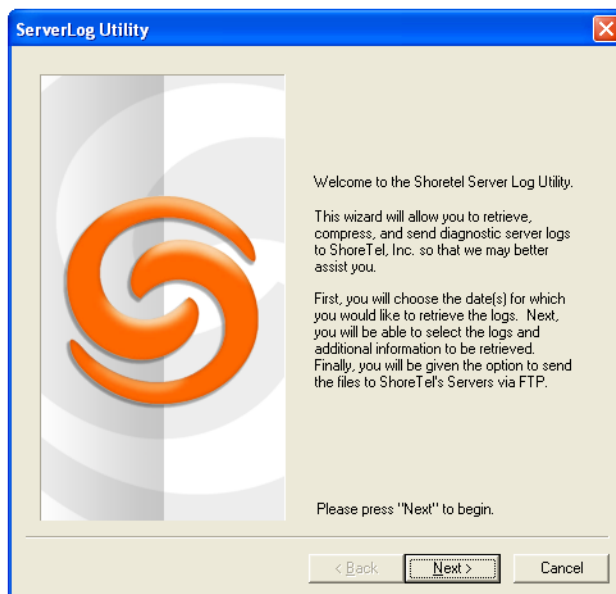 ServerLog Utility
Welcome to the Shoretel Server Log Utility.
This wizard will allow you to retrieve,
compress, and send diagnostic server logs
to ShoreTel, Inc. so that we may better
assist you.
First, you will choose the date(s) for which
you would like to retrieve the logs. Next,
you will be able to select the logs and
additional information to be retrieved.
Finally, you will be given the option to send
the files to ShoreTel's Servers via FTP.
Please press "Next" to begin.
< Back
Next >
Cancel